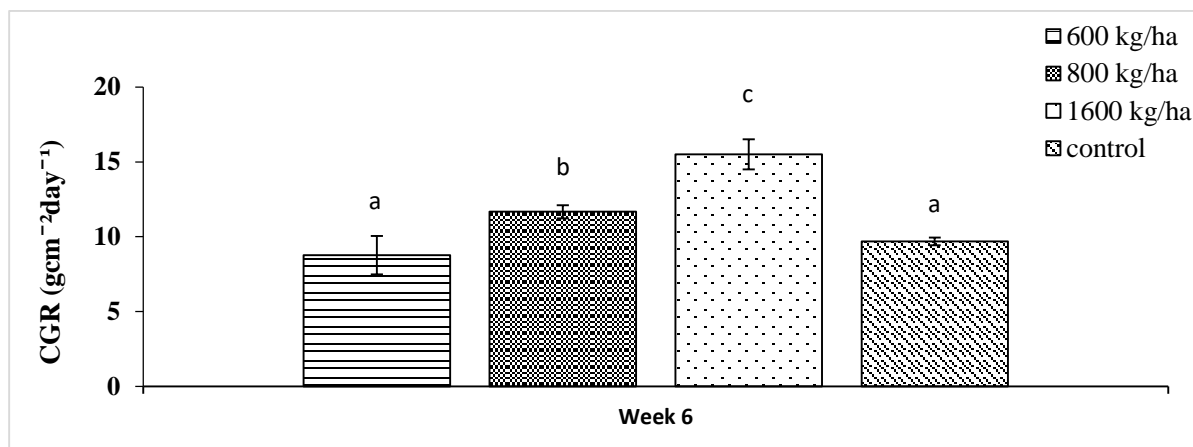 600 kg/ha
800 kg/ha
1600 kg/ha
control
20
15
10
5
0
CGR (gcm⁻²day⁻¹)
a
b
c
a
Week 6